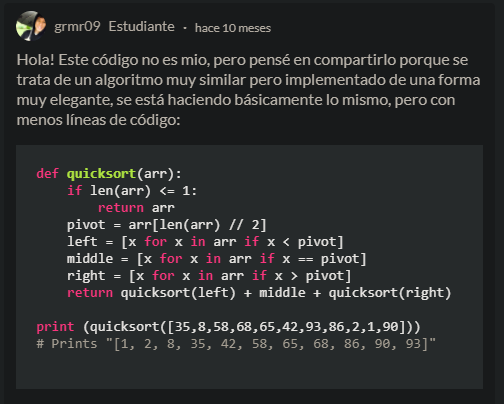 grmr09 Estudiante · hace 10 meses
Hola! Este código no es mio, pero pensé en compartirlo porque se
trata de un algoritmo muy similar pero implementado de una forma
muy elegante, se está haciendo básicamente lo mismo, pero con
menos líneas de código:
def quicksort(arr):
    if len(arr) <= 1:
        return arr
    pivot = arr[len(arr) // 2]
    left = [x for x in arr if x < pivot]
    middle = [x for x in arr if x == pivot]
    right = [x for x in arr if x > pivot]
    return quicksort(left) + middle + quicksort(right)
print (quicksort([35,8,58,68,65,42,93,86,2,1,90]))
# Prints "[1, 2, 8, 35, 42, 58, 65, 68, 86, 90, 93]"